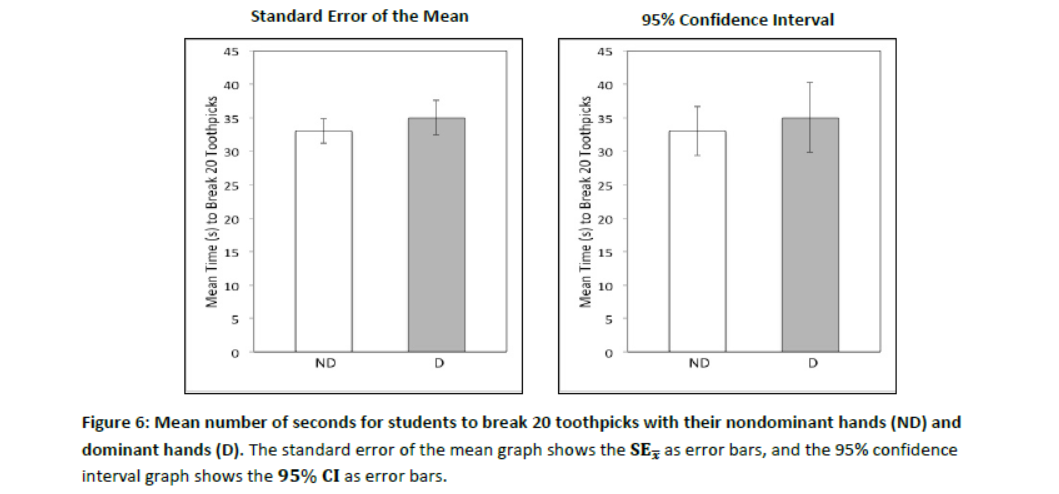 Standard Error of the Mean
45
40
35
30
25
20
15
10
5
0
Mean Time (s) to Break 20 Toothpicks
ND D
95% Confidence Interval
45
40
35
30
25
20
15
10
5
0
Mean Time (s) to Break 20 Toothpicks
ND D
Figure 6: Mean number of seconds for students to break 20 toothpicks with their nondominant hands (ND) and
dominant hands (D). The standard error of the mean graph shows the SEx̅ as error bars, and the 95% confidence
interval graph shows the 95% CI as error bars.